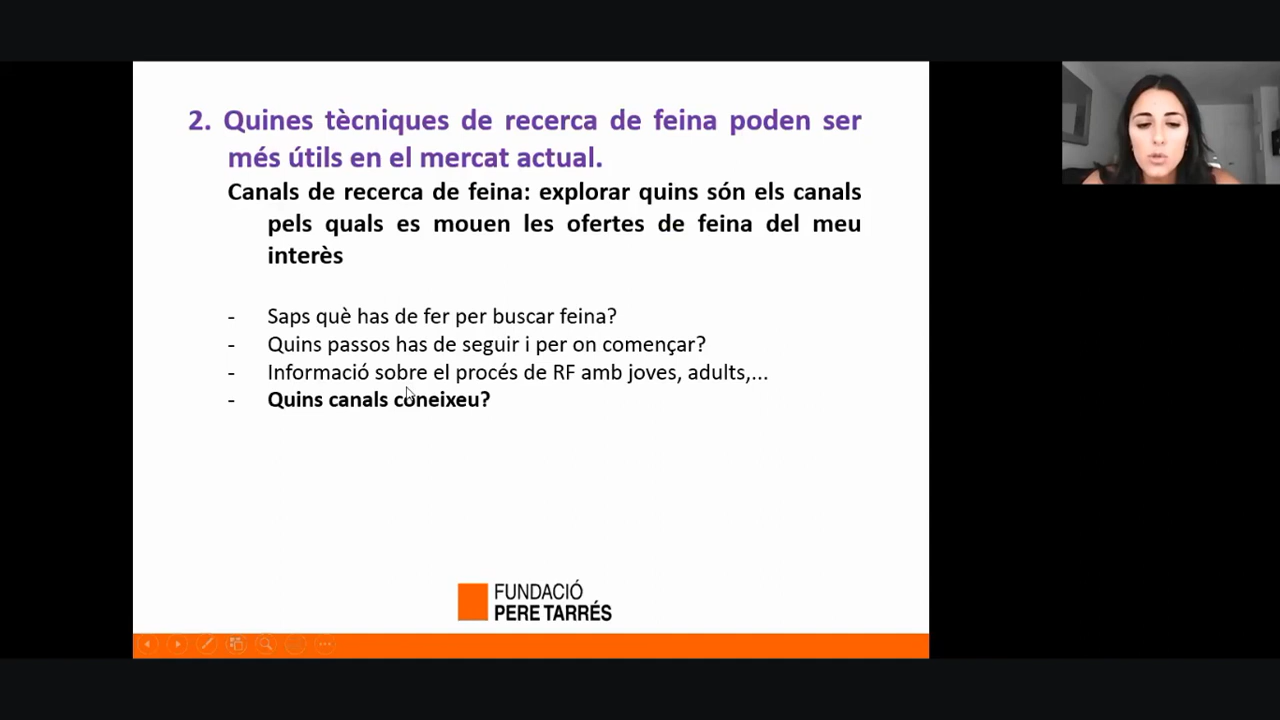 2. Quines tècniques de recerca de feina poden ser
més útils en el mercat actual.
Canals de recerca de feina: explorar quins són els canals
pels quals es mouen les ofertes de feina del meu
interès
- Saps què has de fer per buscar feina?
- Quins passos has de seguir i per on començar?
- Informació sobre el procés de RF amb joves, adults,...
- Quins canals coneixeu?
FUNDACIÓ
PERE TARRÉS